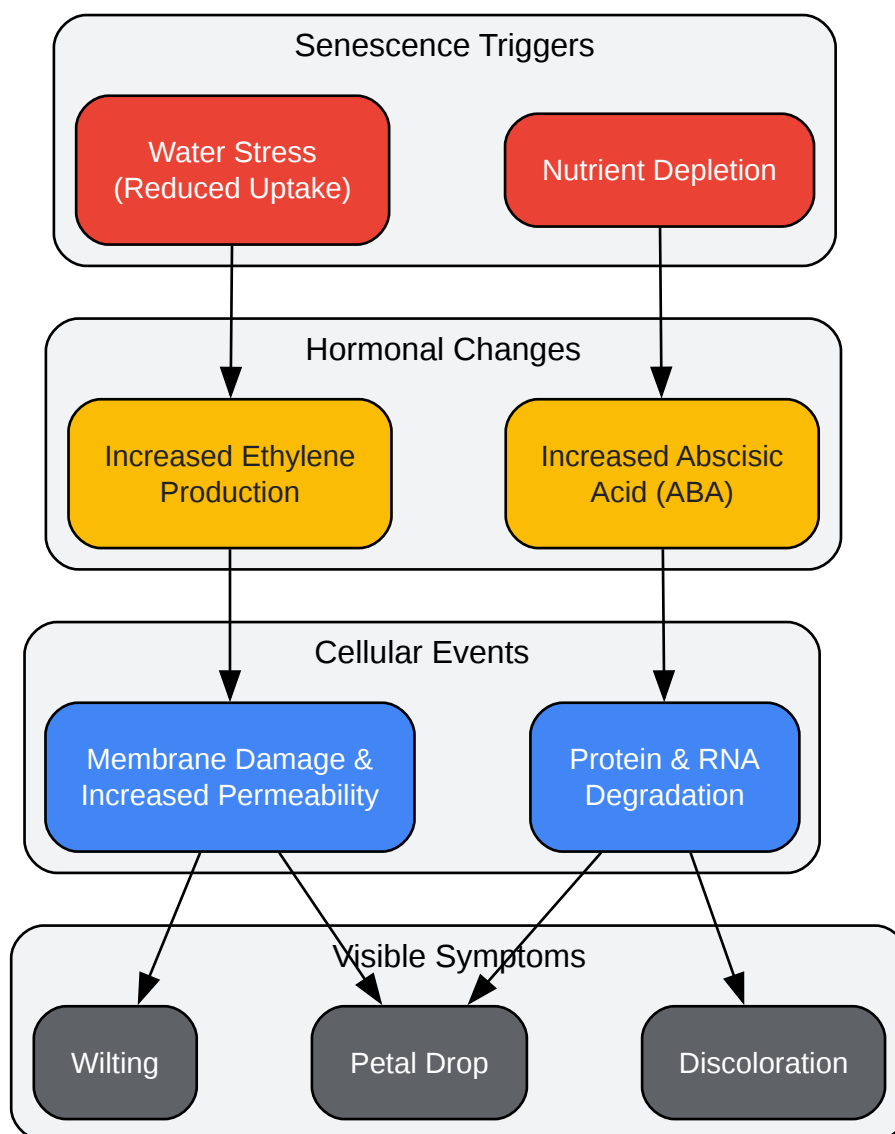 Senescence Triggers
Water Stress
(Reduced Uptake)
Nutrient Depletion
Hormonal Changes
Increased Ethylene
Production
Increased Abscisic
Acid (ABA)
Cellular Events
Membrane Damage &
Increased Permeability
Protein & RNA
Degradation
Visible Symptoms
Wilting
Petal Drop
Discoloration